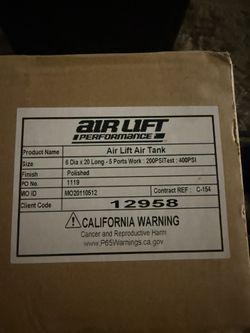 AIR LIFT
PERFORMANCE
Product Name Air Lift Air Tank
Size 6 Dia x 20 Long - 5 Ports Work : 200PSITest : 400PSI
Finish Polished
PO No. 1119
MO ID MO20110512 Contract REF : C-154
Client Code 12958
⚠CALIFORNIA WARNING
Cancer and Reproductive Harm
www.P65Warnings.ca.gov